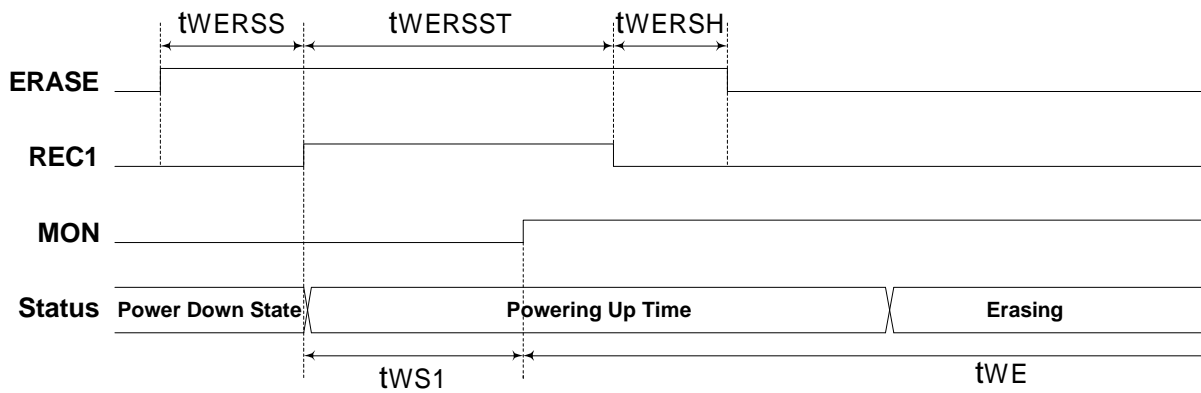 tWERSS tWERSST tWERSH
ERASE
REC1
MON
Status Power Down State Powering Up Time Erasing
tWS1 tWE